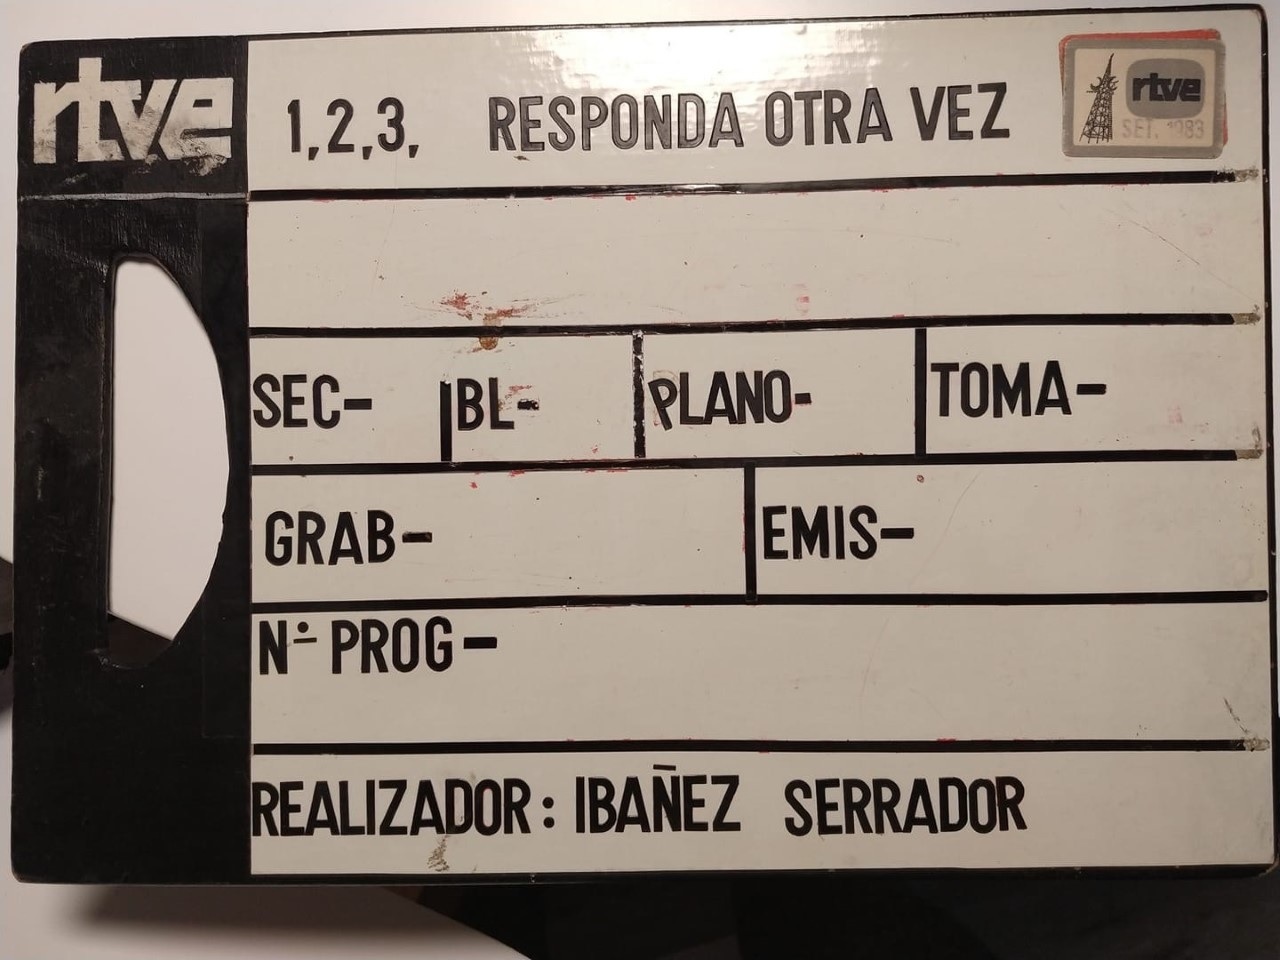 rtve
1,2,3, RESPONDA OTRA VEZ
rtve
SET. 1983
SEC- BL- PLANO- TOMA-
GRAB- EMIS-
Nº PROG-
REALIZADOR: IBAÑEZ SERRADOR